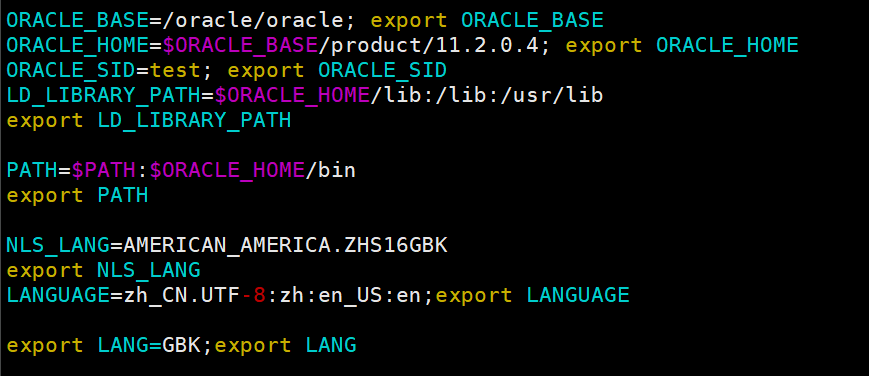 ORACLE_BASE=/oracle/oracle; export ORACLE_BASE
ORACLE_HOME=$ORACLE_BASE/product/11.2.0.4; export ORACLE_HOME
ORACLE_SID=test; export ORACLE_SID
LD_LIBRARY_PATH=$ORACLE_HOME/lib:/lib:/usr/lib
export LD_LIBRARY_PATH
PATH=$PATH:$ORACLE_HOME/bin
export PATH
NLS_LANG=AMERICAN_AMERICA.ZHS16GBK
export NLS_LANG
LANGUAGE=zh_CN.UTF-8:zh:en_US:en;export LANGUAGE
export LANG=GBK;export LANG